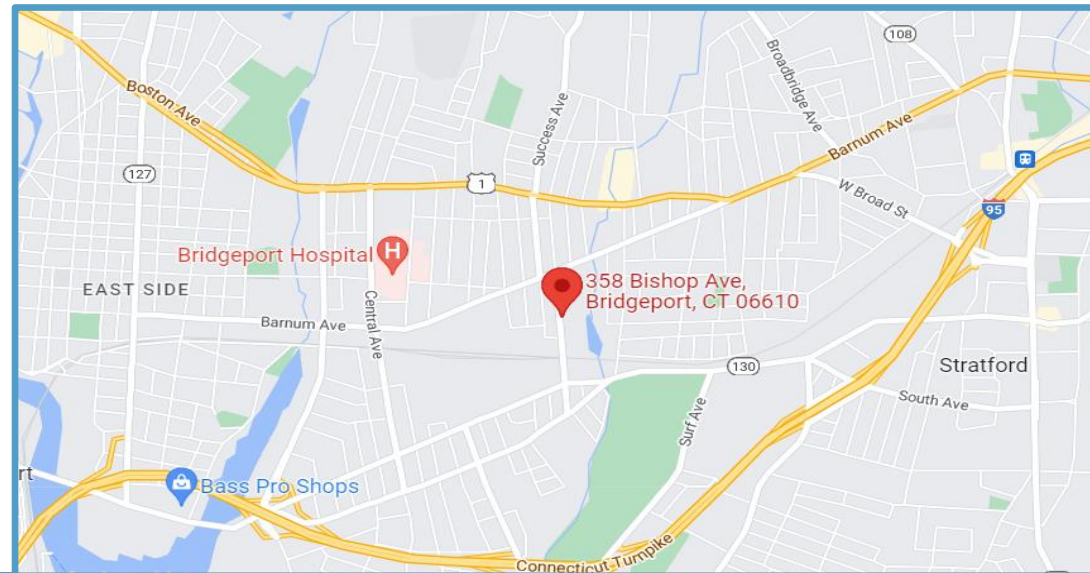 108
Boston Ave
Success Ave
Broadbridge Ave
Barnum Ave
127
1
W Broad St
95
Bridgeport Hospital
H
358 Bishop Ave,
Bridgeport, CT 06610
EAST SIDE
Barnum Ave
Central Ave
130
Stratford
South Ave
Surf Ave
rt
Bass Pro Shops
Connecticut Turnpike